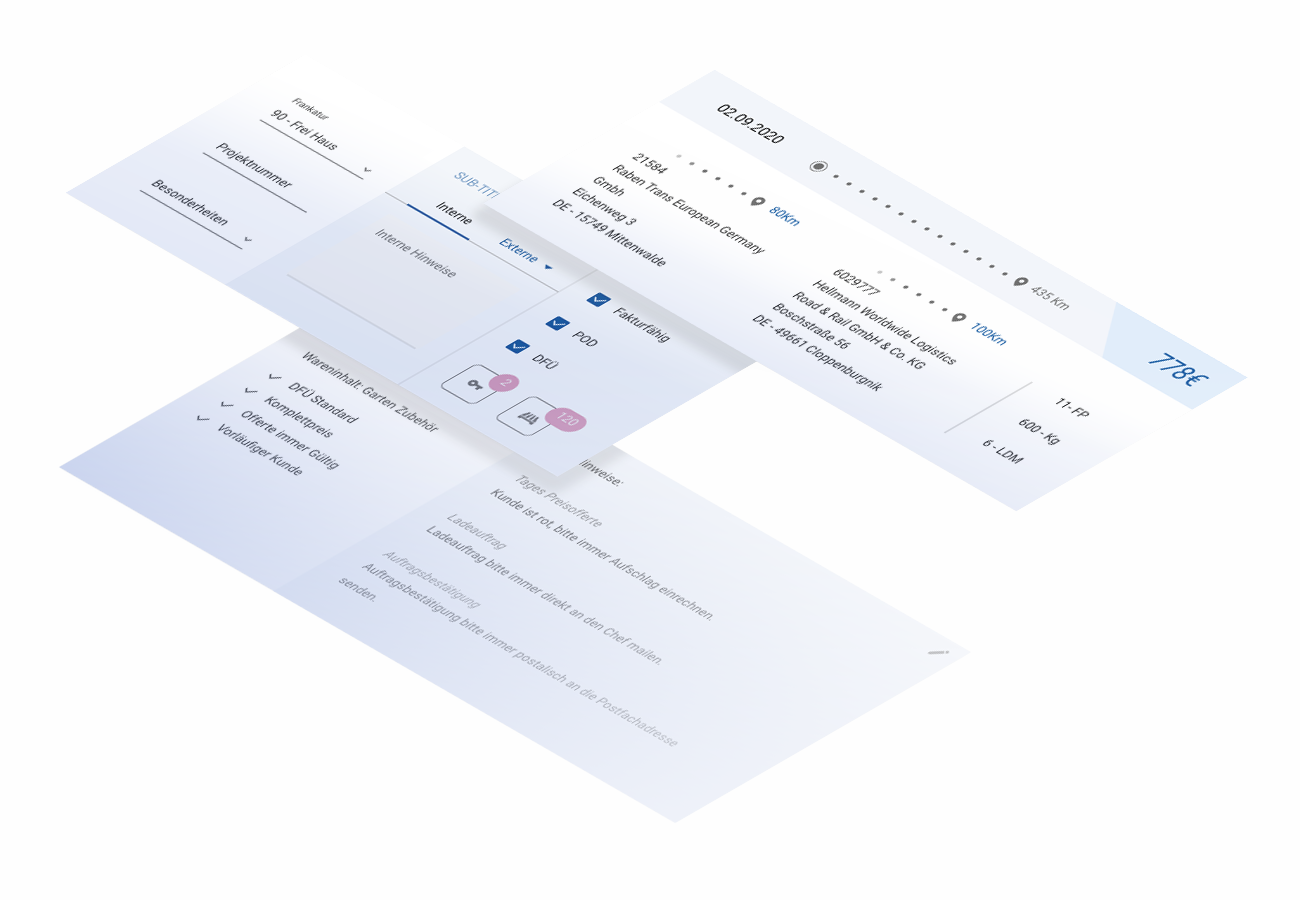 Frankatur
90 - Frei Haus
Projektnummer
Besonderheiten
SUB-TIT
Interne
Externe
Interne Hinweise
Fakturfähig
POD
DFÜ
2
120
02.09.2020
435 Km
778€
21584
80Km
Raben Trans European Germany
Gmbh
Eichenweg 3
DE - 15749 Mittenwalde
6029777
100Km
Hellmann Worldwide Logistics
Road & Rail GmbH & Co. KG
Boschstraße 56
DE - 49661 Cloppenburgnik
11- FP
600 - Kg
6 - LDM
Wareninhalt: Garten Zubehör
DFÜ Standard
Komplettpreis
Offerte immer Gültig
Vorläufiger Kunde
inweise:
Tages Preisofferte
Kunde ist rot, bitte immer Aufschlag einrechnen.
Ladeauftrag
Ladeauftrag bitte immer direkt an den Chef mailen.
Auftragsbestätigung
Auftragsbestätigung bitte immer postalisch an die Postfachadresse
senden.